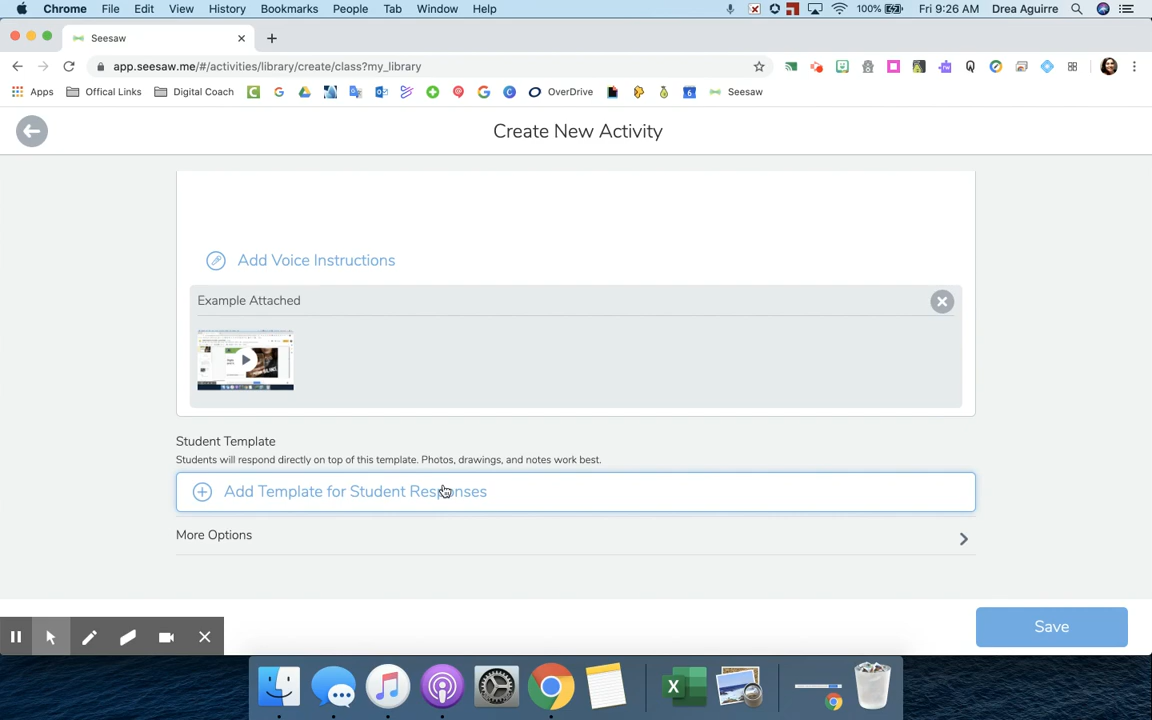 Chrome File Edit View History Bookmarks People Tab Window Help 100% Fri 9:26 AM Drea Aguirre
Seesaw
app.seesaw.me/#/activities/library/create/class?my_library
Apps Offical Links Digital Coach OverDrive 6 Seesaw
Create New Activity
Add Voice Instructions
Example Attached
Student Template
Students will respond directly on top of this template. Photos, drawings, and notes work best.
Add Template for Student Responses
More Options
Save